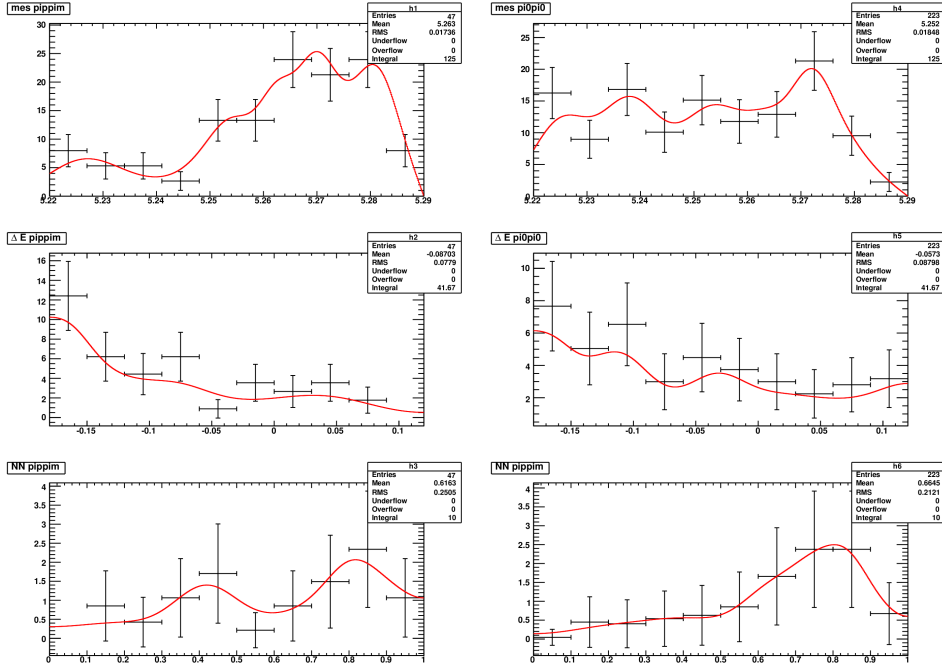 mes pippim
h1
Entries 47
Mean 5.263
RMS 0.01736
Underflow 0
Overflow 0
Integral 125
30
25
20
15
10
5
0
5.22 5.23 5.24 5.25 5.26 5.27 5.28 5.29
mes pi0pi0
h4
Entries 223
Mean 5.252
RMS 0.01848
Underflow 0
Overflow 0
Integral 125
25
20
15
10
5
0
5.22 5.23 5.24 5.25 5.26 5.27 5.28 5.29
Δ E pippim
h2
Entries 47
Mean -0.08703
RMS 0.0779
Underflow 0
Overflow 0
Integral 41.67
16
14
12
10
8
6
4
2
0
-0.15 -0.1 -0.05 0 0.05 0.1
Δ E pi0pi0
h5
Entries 223
Mean -0.0573
RMS 0.08798
Underflow 0
Overflow 0
Integral 41.67
10
8
6
4
2
-0.15 -0.1 -0.05 0 0.05 0.1
NN pippim
h3
Entries 47
Mean 0.6163
RMS 0.2505
Underflow 0
Overflow 0
Integral 10
4
3.5
3
2.5
2
1.5
1
0.5
0
0 0.1 0.2 0.3 0.4 0.5 0.6 0.7 0.8 0.9 1
NN pippim
h6
Entries 223
Mean 0.6645
RMS 0.2121
Underflow 0
Overflow 0
Integral 10
4
3.5
3
2.5
2
1.5
1
0.5
0
0 0.1 0.2 0.3 0.4 0.5 0.6 0.7 0.8 0.9 1